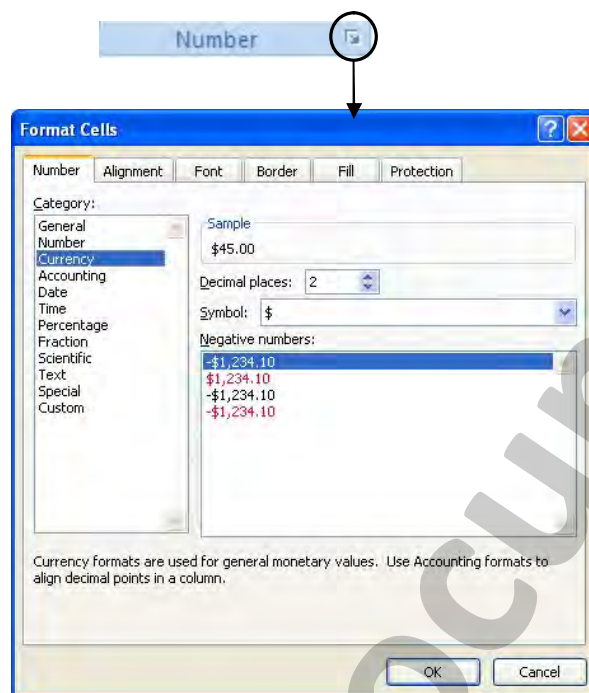 Number
Format Cells
Number Alignment Font Border Fill Protection
Category:
General
Number
Currency
Accounting
Date
Time
Percentage
Fraction
Scientific
Text
Special
Custom
Sample
$45.00
Decimal places: 2
Symbol: $
Negative numbers:
-$1,234.10
$1,234.10
-$1,234.10
-$1,234.10
Currency formats are used for general monetary values. Use Accounting formats to
align decimal points in a column.
OK Cancel